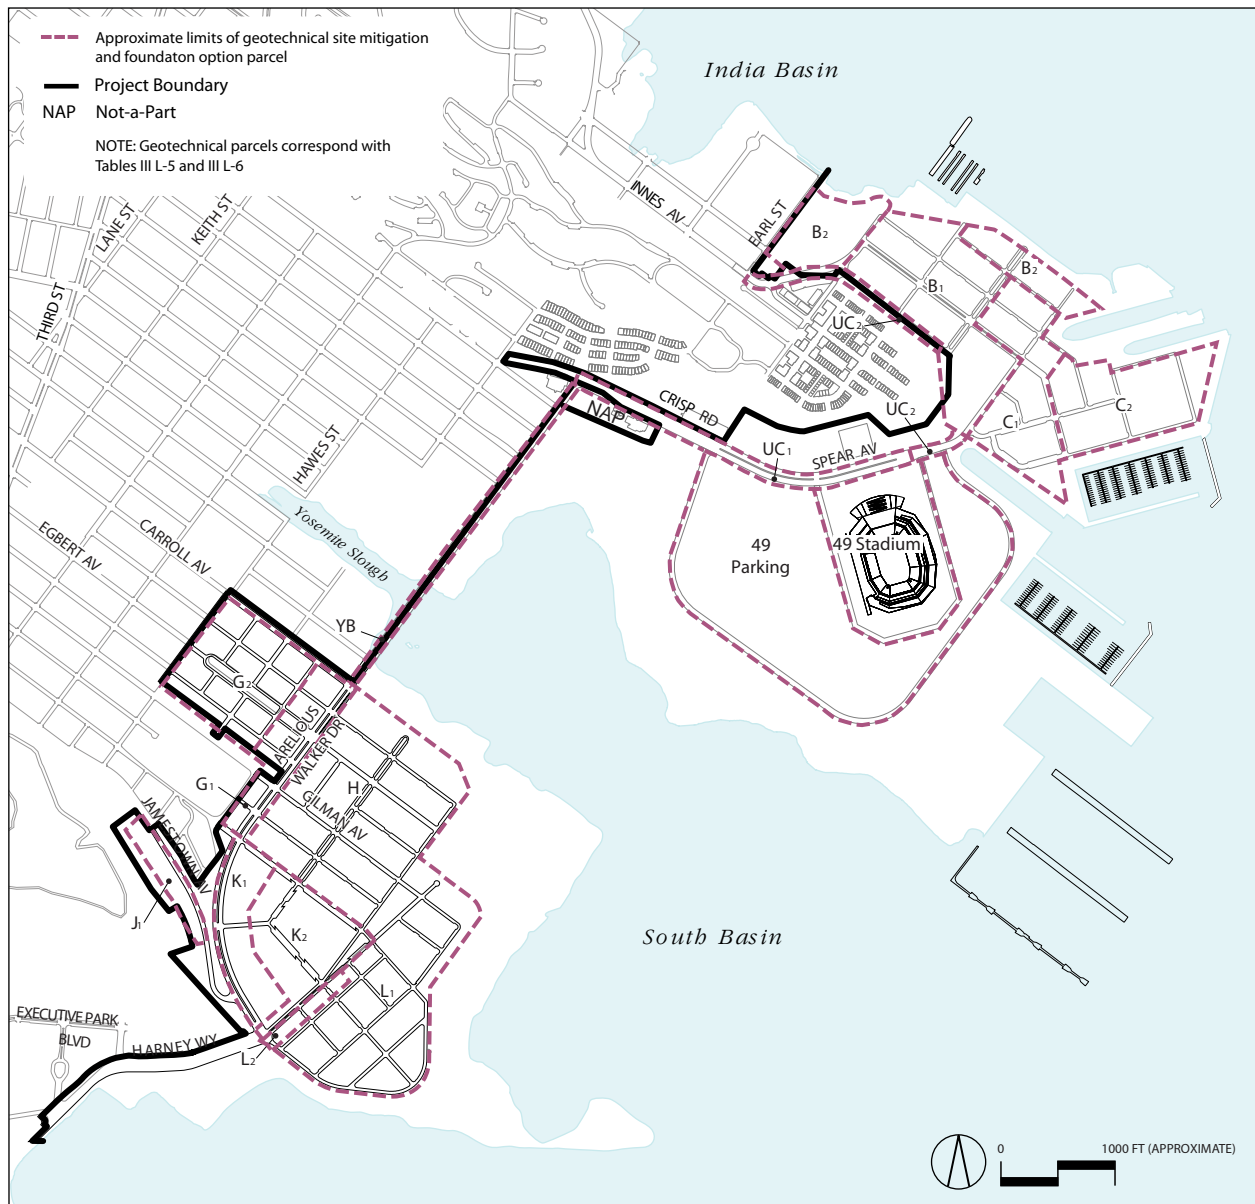 Approximate limits of geotechnical site mitigation
and foundaton option parcel
Project Boundary
NAP Not-a-Part
NOTE: Geotechnical parcels correspond with
Tables III L-5 and III L-6
India Basin
INNES AV
EARL ST
B2
B2
B1
UC2
LANE ST
KEITH ST
THIRD ST
CRISP RD
NAP
UC2
C1
C2
UC1
SPEAR AV
HAWES ST
49
Parking
49 Stadium
Yosemite Slough
EGBERT AV
CARROLL AV
YB
G2
ARELIOUS
WALKER DR
G1
H
GILMAN AV
JAMESTOWN AV
K1
J1
K2
South Basin
L1
EXECUTIVE PARK
BLVD
HARNEY WY
L2
0 1000 FT (APPROXIMATE)